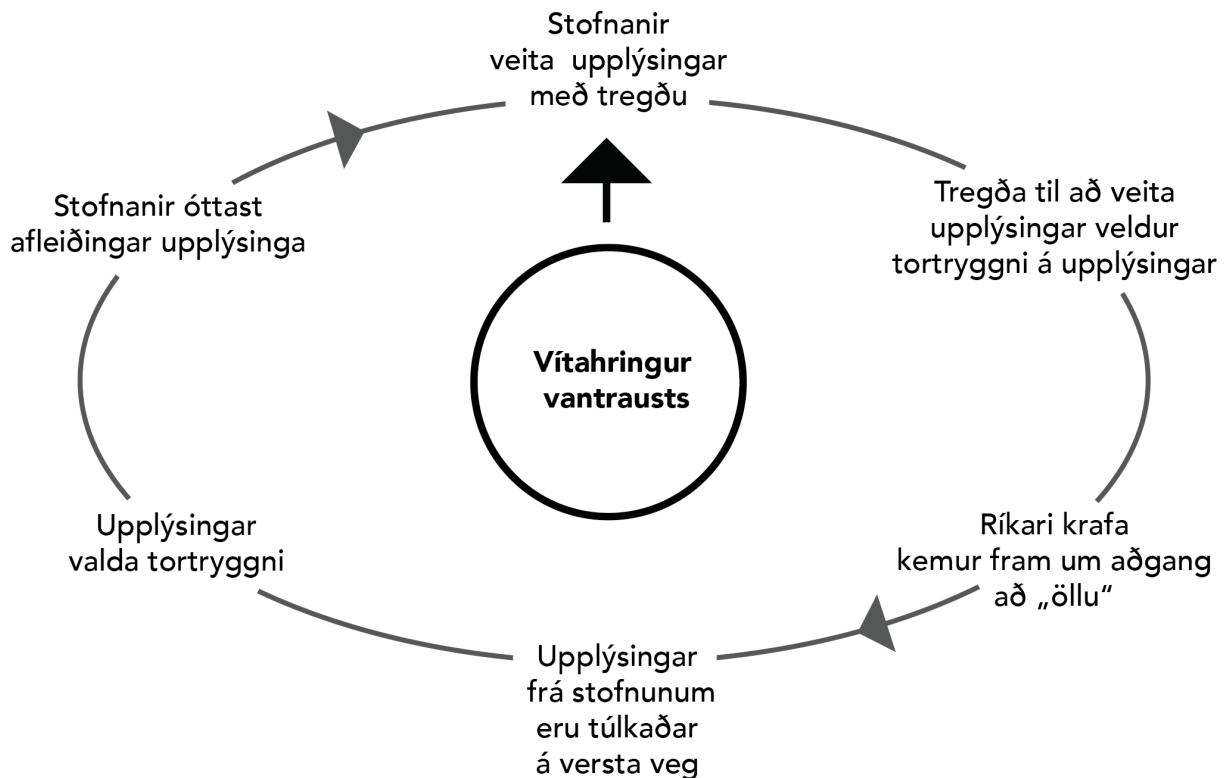 Stofnanir
veita upplýsingar
með tregðu
Tregða til að veita
upplýsingar veldur
tortryggni á upplýsingar
Ríkari krafa
kemur fram um aðgang
að „öllu“
Upplýsingar
frá stofnunum
eru túlkaðar
á versta veg
Upplýsingar
valda tortryggni
Stofnanir óttast
afleiðingar upplýsinga
Vítahringur
vantrausts